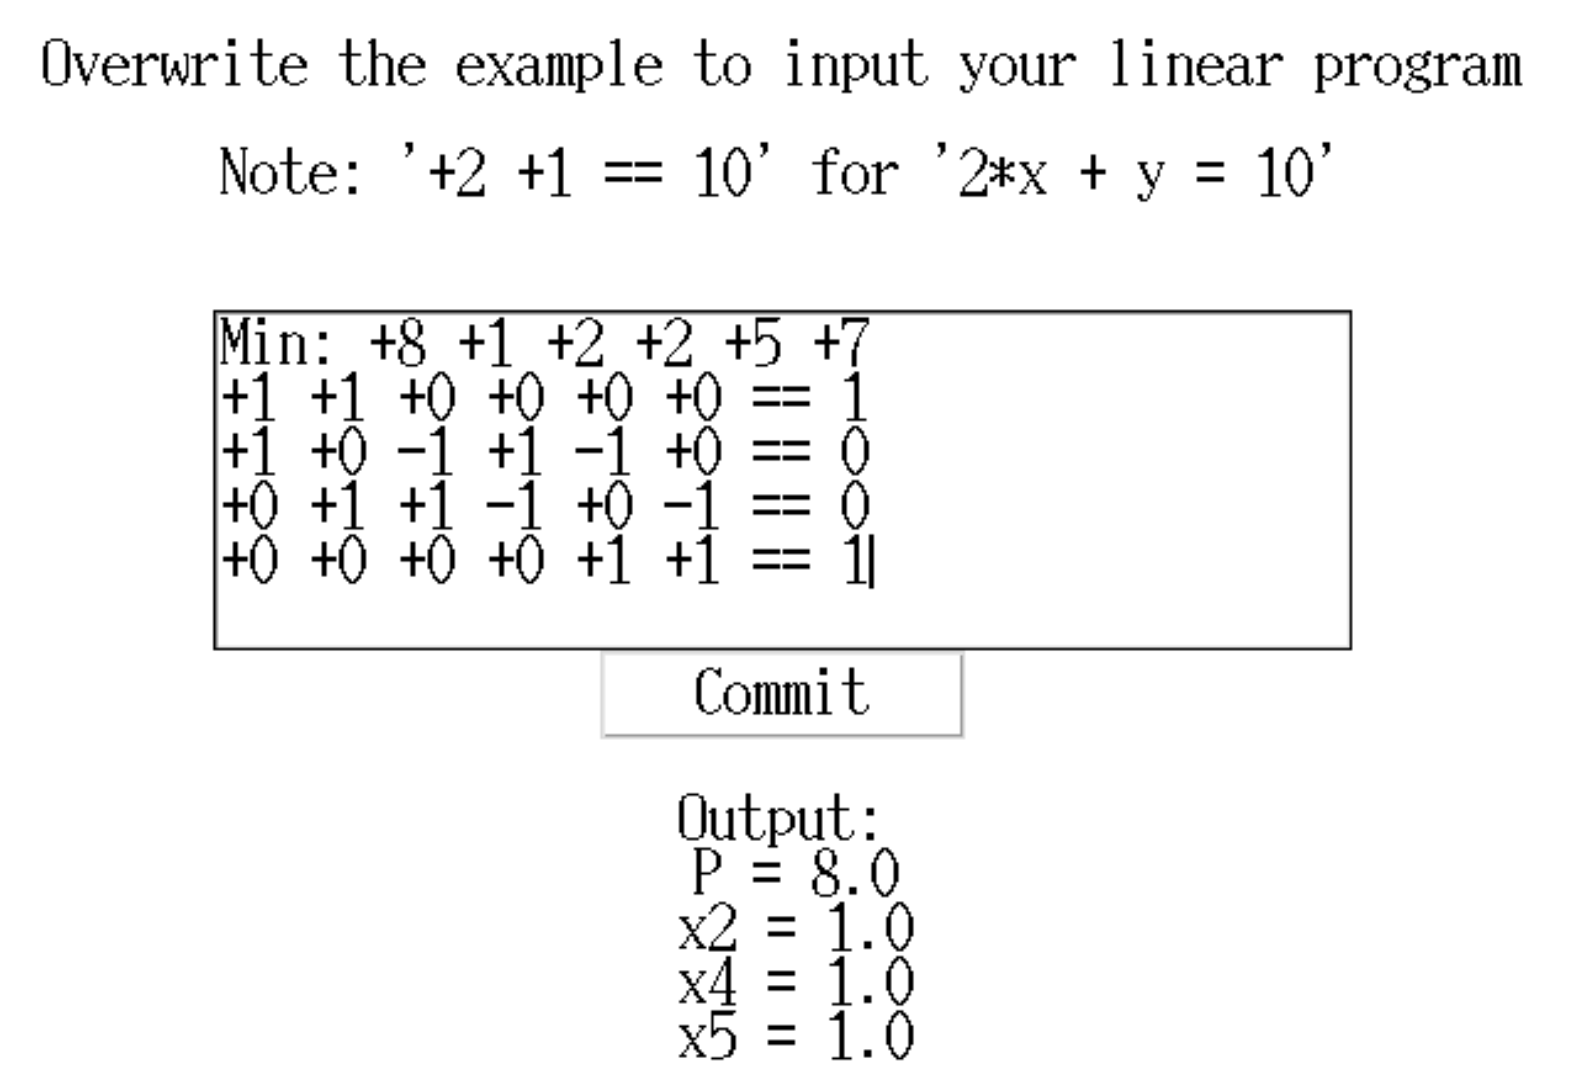 Overwrite the example to input your linear program
Note: '+2 +1 == 10' for '2*x + y = 10'
Min: +8 +1 +2 +2 +5 +7
+1 +1 +0 +0 +0 +0 == 1
+1 +0 -1 +1 -1 +0 == 0
+0 +1 +1 -1 +0 -1 == 0
+0 +0 +0 +0 +1 +1 == 1
Commit
Output:
P = 8.0
x2 = 1.0
x4 = 1.0
x5 = 1.0